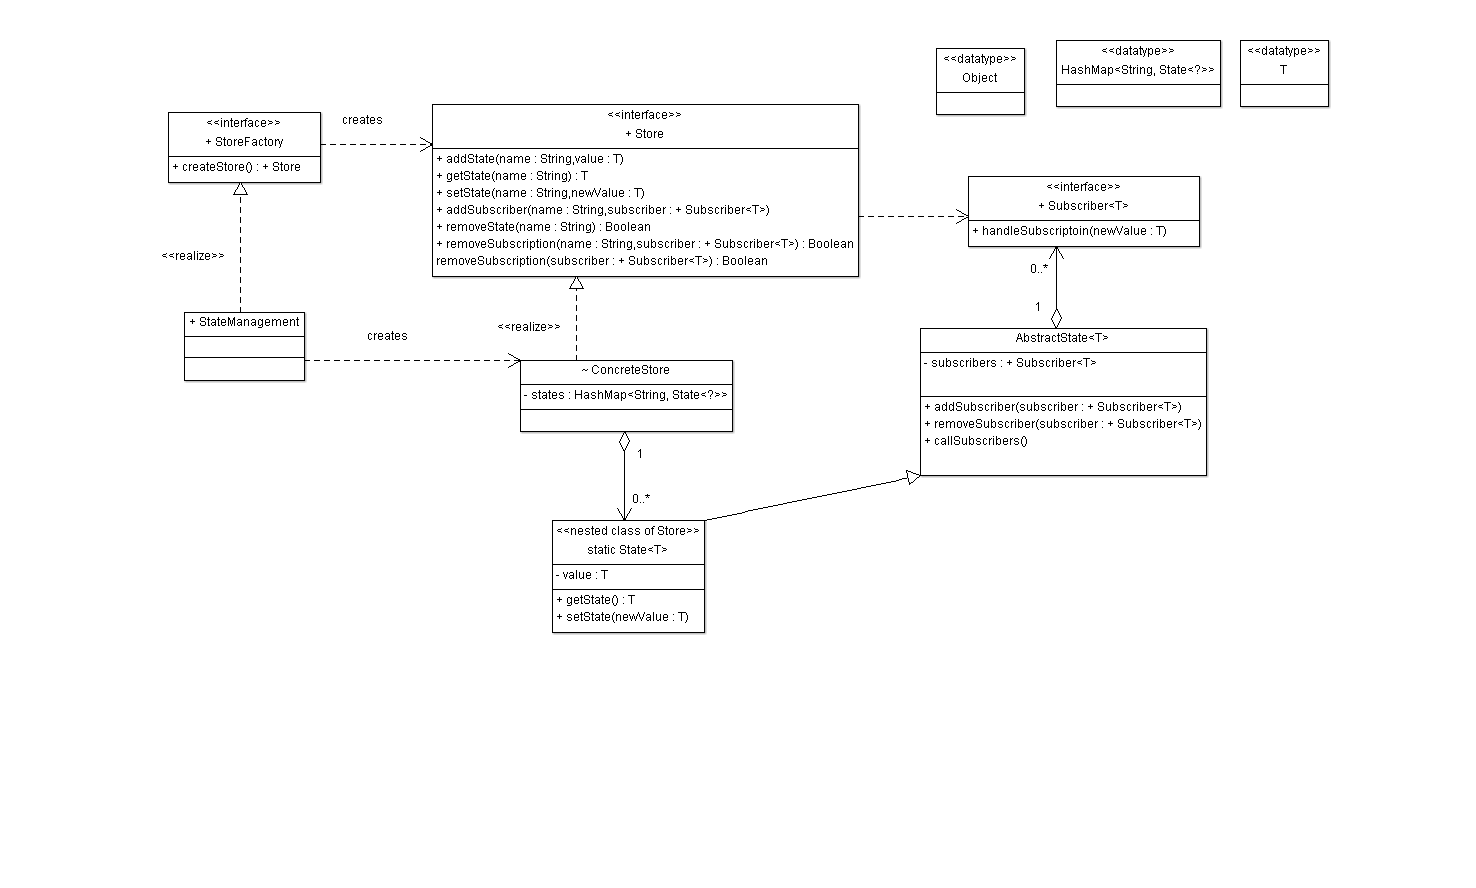 <<datatype>>
Object
<<datatype>>
HashMap<String, State<?>>
<<datatype>>
T
<<interface>>
+ StoreFactory
+ createStore() : + Store
creates
<<interface>>
+ Store
+ addState(name : String,value : T)
+ getState(name : String) : T
+ setState(name : String,newValue : T)
+ addSubscriber(name : String,subscriber : + Subscriber<T>)
+ removeState(name : String) : Boolean
+ removeSubscription(name : String,subscriber : + Subscriber<T>) : Boolean
removeSubscription(subscriber : + Subscriber<T>) : Boolean
<<interface>>
+ Subscriber<T>
+ handleSubscriptoin(newValue : T)
<<realize>>
0..*
1
+ StateManagement
creates
<<realize>>
~ ConcreteStore
- states : HashMap<String, State<?>>
AbstractState<T>
- subscribers : + Subscriber<T>
+ addSubscriber(subscriber : + Subscriber<T>)
+ removeSubscriber(subscriber : + Subscriber<T>)
+ callSubscribers()
1
0..*
<<nested class of Store>>
static State<T>
- value : T
+ getState() : T
+ setState(newValue : T)